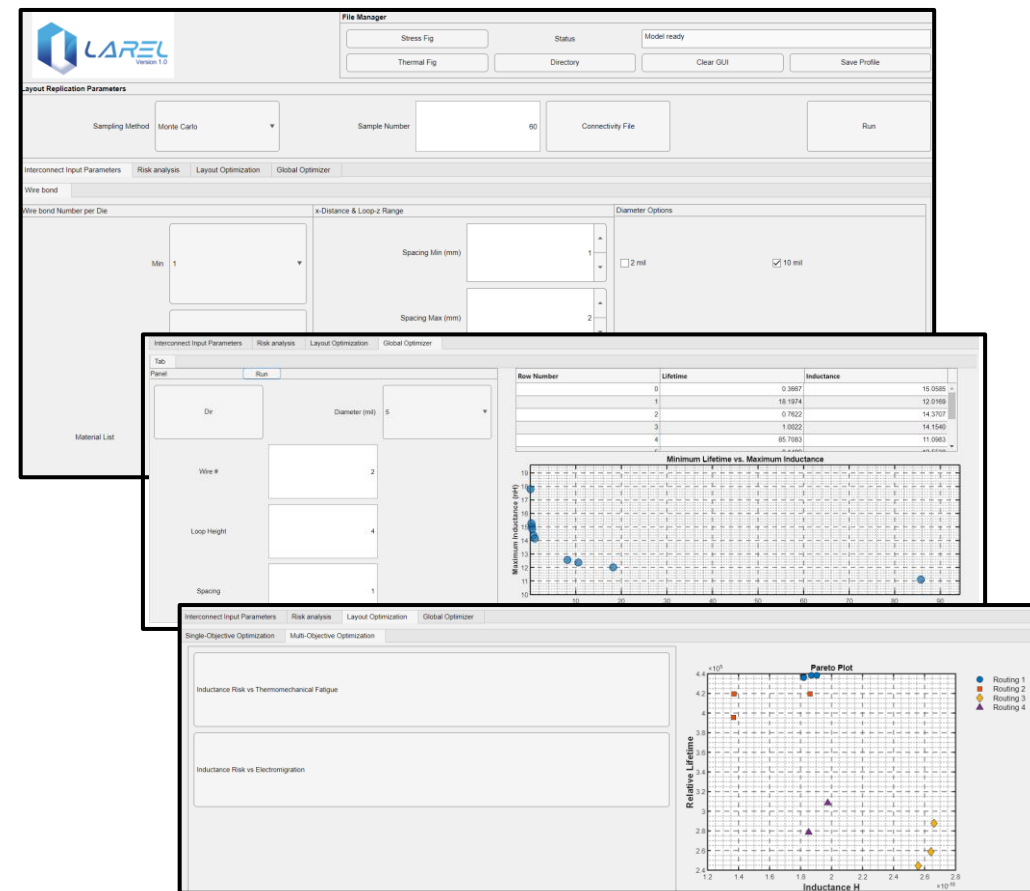 LAREL
Version 1.0
File Manager
Stress Fig
Status
Model ready
Thermal Fig
Directory
Clear GUI
Save Profile
Layout Replication Parameters
Sampling Method
Monte Carlo
Sample Number
60
Connectivity File
Run
Interconnect Input Parameters
Risk analysis
Layout Optimization
Global Optimizer
Wire bond
Wire bond Number per Die
x-Distance & Loop-z Range
Diameter Options
Min
1
Spacing Min (mm)
1
2 mil
10 mil
Spacing Max (mm)
2
Material List
Interconnect Input Parameters
Risk analysis
Layout Optimization
Global Optimizer
Tab
Panel
Run
Dir
Diameter (mil)
5
Wire #
2
Loop Height
4
Spacing
1
Row Number Lifetime Inductance
0 0.3667 15.0585
1 18.1974 12.0169
2 0.7622 14.3707
3 1.0022 14.1540
4 85.7083 11.0983
Minimum Lifetime vs. Maximum Inductance
Maximum Inductance (nH)
19
18
17
16
15
14
13
12
11
10
10 20 30 40 50 60 70 80 90
Interconnect Input Parameters
Risk analysis
Layout Optimization
Global Optimizer
Single-Objective Optimization
Multi-Objective Optimization
Inductance Risk vs Thermomechanical Fatigue
Inductance Risk vs Electromigration
Pareto Plot
×10⁵
Relative Lifetime
4.4
4.2
4
3.8
3.6
3.4
3.2
3
2.8
2.6
2.4
1.2 1.4 1.6 1.8 2 2.2 2.4 2.6 2.8
Inductance H
Routing 1
Routing 2
Routing 3
Routing 4